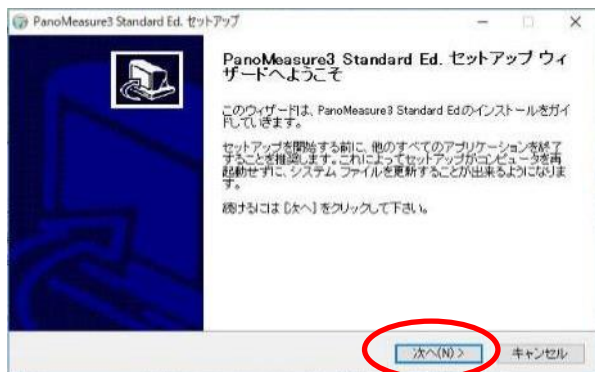 PanoMeasure3 Standard Ed. セットアップ
PanoMeasure3 Standard Ed. セットアップ ウィ
ザードへようこそ
このウィザードは、PanoMeasure3 Standard Ed.のインストールをガイ
ドしていきます。
セットアップを開始する前に、他のすべてのアプリケーションを終了
することを推奨します。これによってセットアップがコンピュータを再
起動せずに、システム ファイルを更新することが出来るようになりま
す。
続けるには [次へ] をクリックして下さい。
次へ(N) >
キャンセル